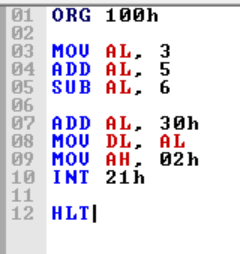 01 ORG 100h
02
03 MOV AL, 3
04 ADD AL, 5
05 SUB AL, 6
06
07 ADD AL, 30h
08 MOV DL, AL
09 MOV AH, 02h
10 INT 21h
11
12 HLT